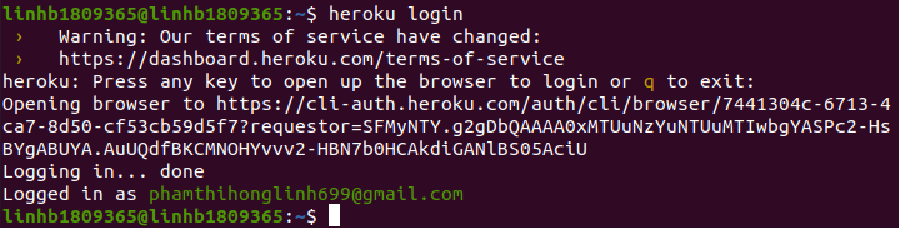 linhb1809365@linhb1809365:~$ heroku login
› Warning: Our terms of service have changed:
› https://dashboard.heroku.com/terms-of-service
heroku: Press any key to open up the browser to login or q to exit:
Opening browser to https://cli-auth.heroku.com/auth/cli/browser/7441304c-6713-4
ca7-8d50-cf53cb59d5f7?requestor=SFMyNTY.g2gDbQAAAA0xMTUuNzYuNTUuMTIwbgYASPc2-Hs
BYgABUYA.AuUQdfBKCMNOHYvvv2-HBN7b0HCAkdiGANlBS05AciU
Logging in... done
Logged in as phamthihonglinh699@gmail.com
linhb1809365@linhb1809365:~$